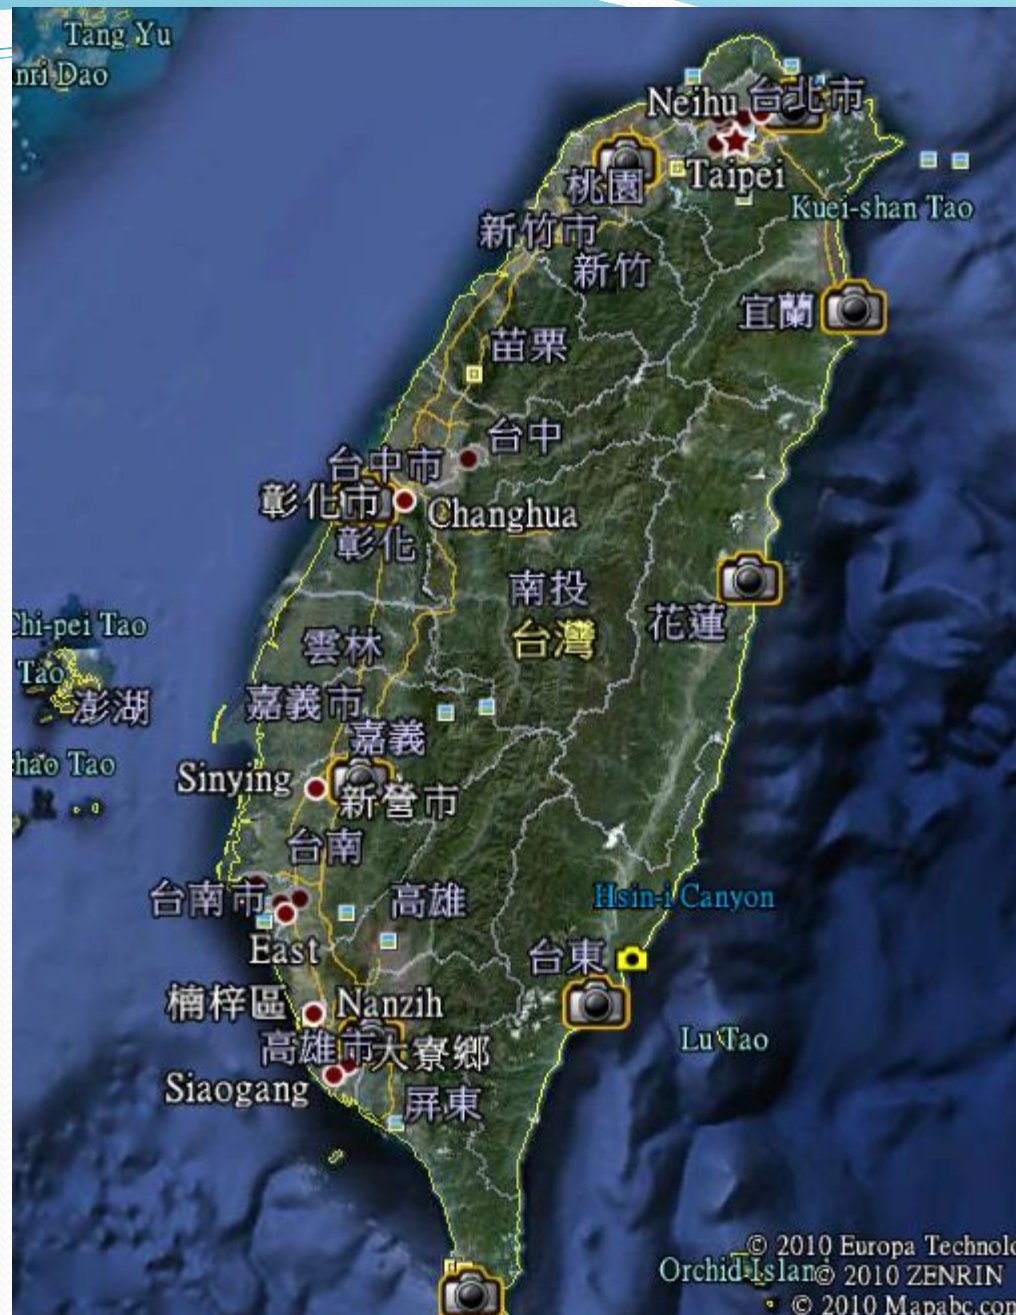 Tang Yu
nri Dao
Neihu 台北市
桃園
Taipei
Kuei-shan Tao
新竹市
新竹
宜蘭
苗栗
台中
台中市
彰化市
Changhua
彰化
南投
Chi-pei Tao
台灣
花蓮
雲林
Tao
澎湖
嘉義市
嘉義
hao Tao
Sinying
新營市
台南
台南市
高雄
Hsin-i Canyon
East
台東
楠梓區
Nanzih
Lu Tao
高雄市
大寮鄉
Siaogang
屏東
© 2010 Europa Technolo
Orchid Islan
© 2010 ZENRIN
© 2010 Mapabc.com